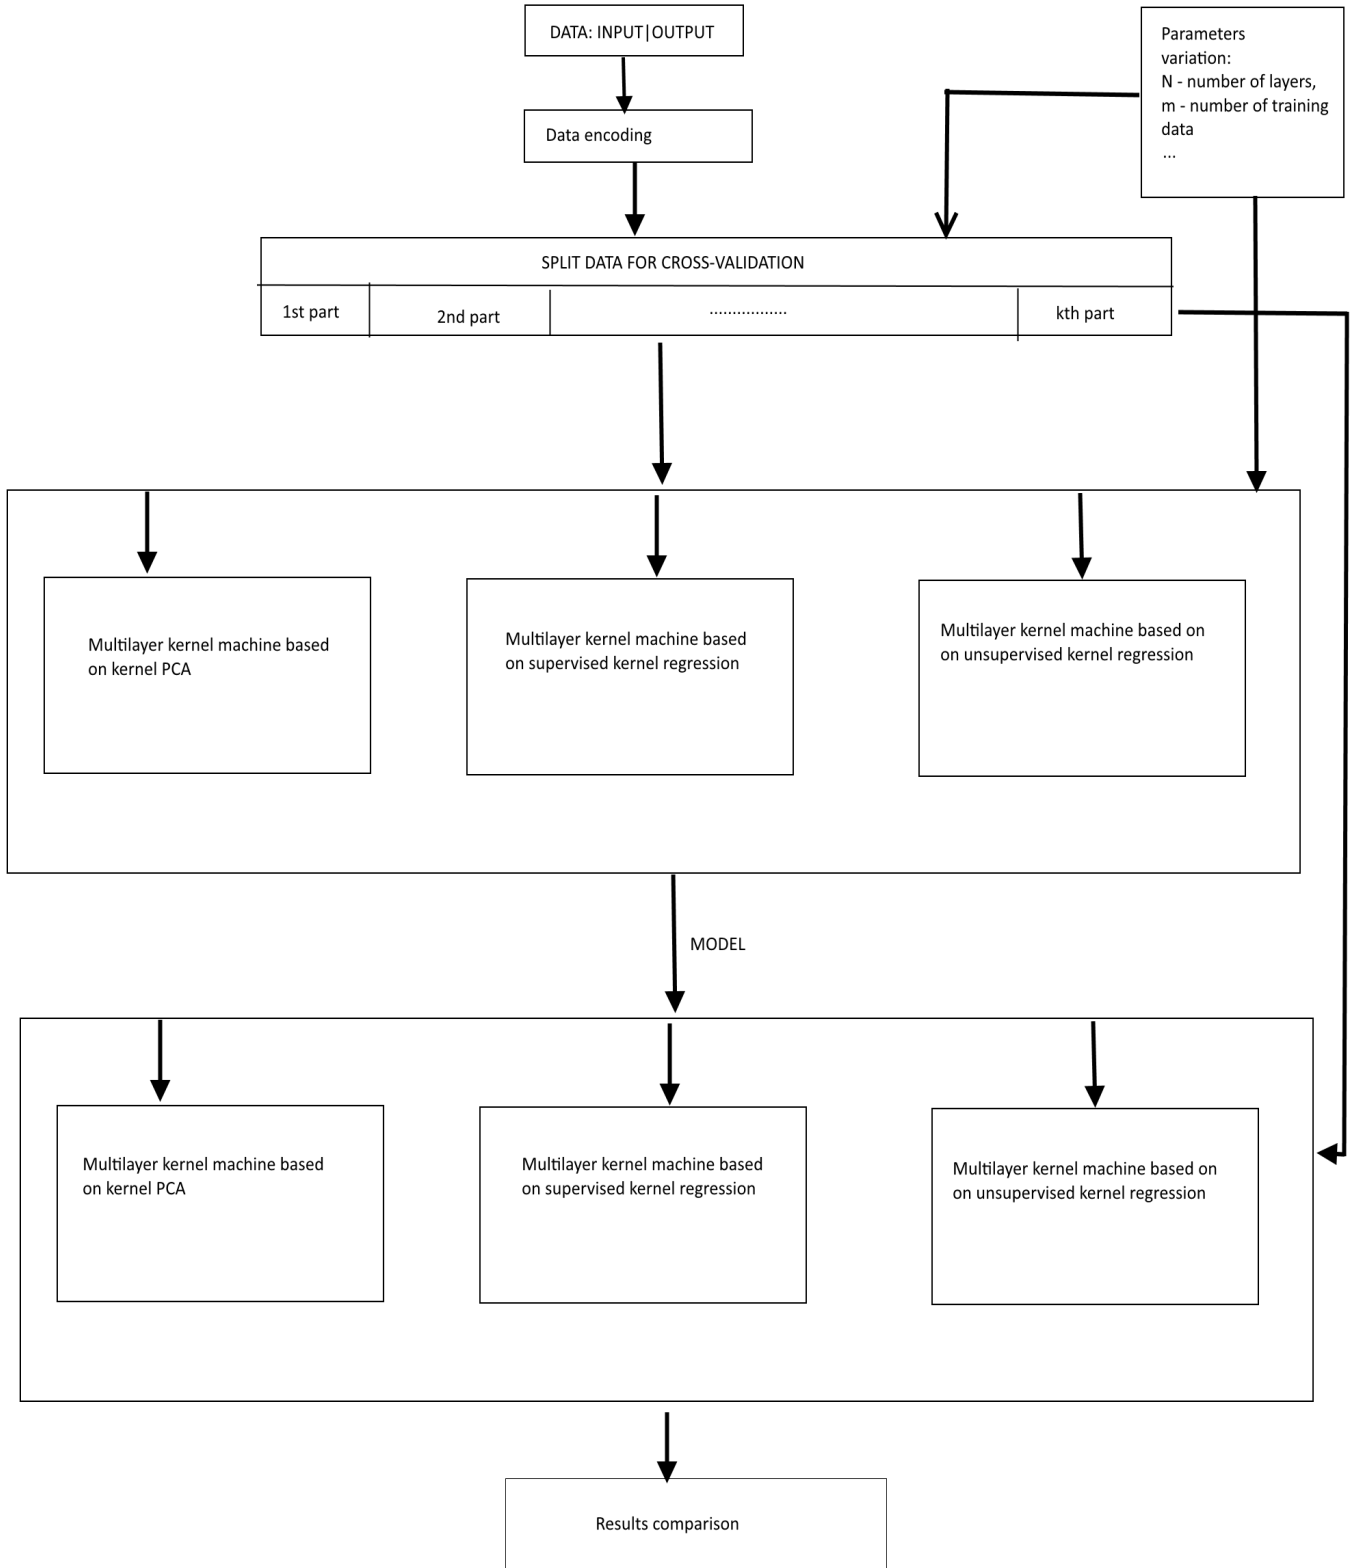 DATA: INPUT|OUTPUT
Parameters
variation:
N - number of layers,
m - number of training
data
...
Data encoding
SPLIT DATA FOR CROSS-VALIDATION
1st part
2nd part
.................
kth part
Multilayer kernel machine based
on kernel PCA
Multilayer kernel machine based
on supervised kernel regression
Multilayer kernel machine based on
on unsupervised kernel regression
MODEL
Multilayer kernel machine based
on kernel PCA
Multilayer kernel machine based
on supervised kernel regression
Multilayer kernel machine based on
on unsupervised kernel regression
Results comparison